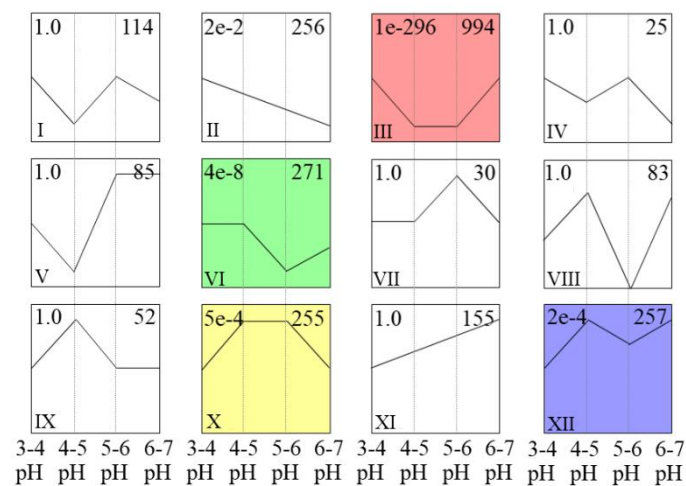 1.0 114 2e-2 256 1e-296 994 1.0 25
I II III IV
1.0 85 4e-8 271 1.0 30 1.0 83
V VI VII VIII
1.0 52 5e-4 255 1.0 155 2e-4 257
IX X XI XII
3-4 4-5 5-6 6-7 3-4 4-5 5-6 6-7 3-4 4-5 5-6 6-7 3-4 4-5 5-6 6-7
pH pH pH pH pH pH pH pH pH pH pH pH pH pH pH pH